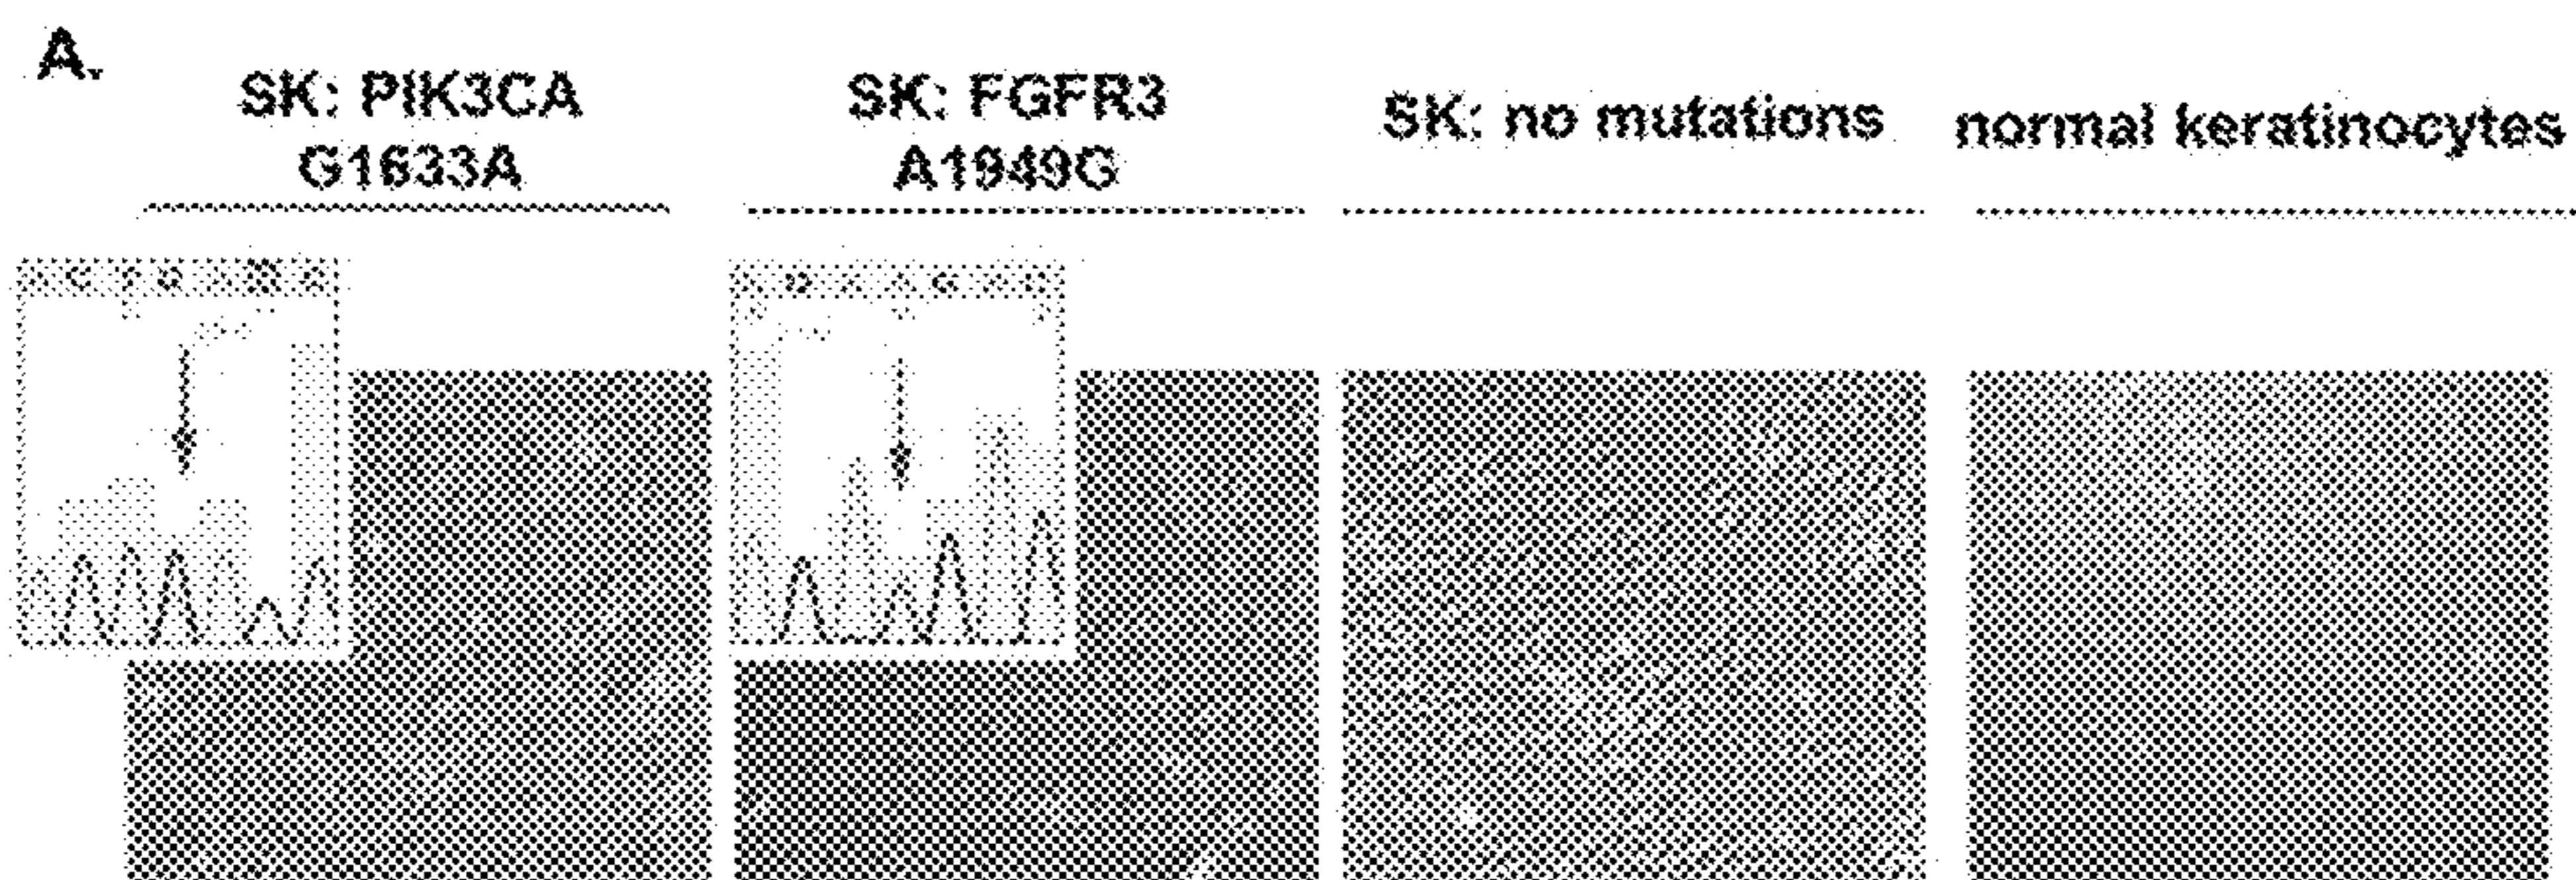 A.
SK: PIK3CA
G1633A
SK: FGFR3
A1949G
SK: no mutations
normal keratinocytes